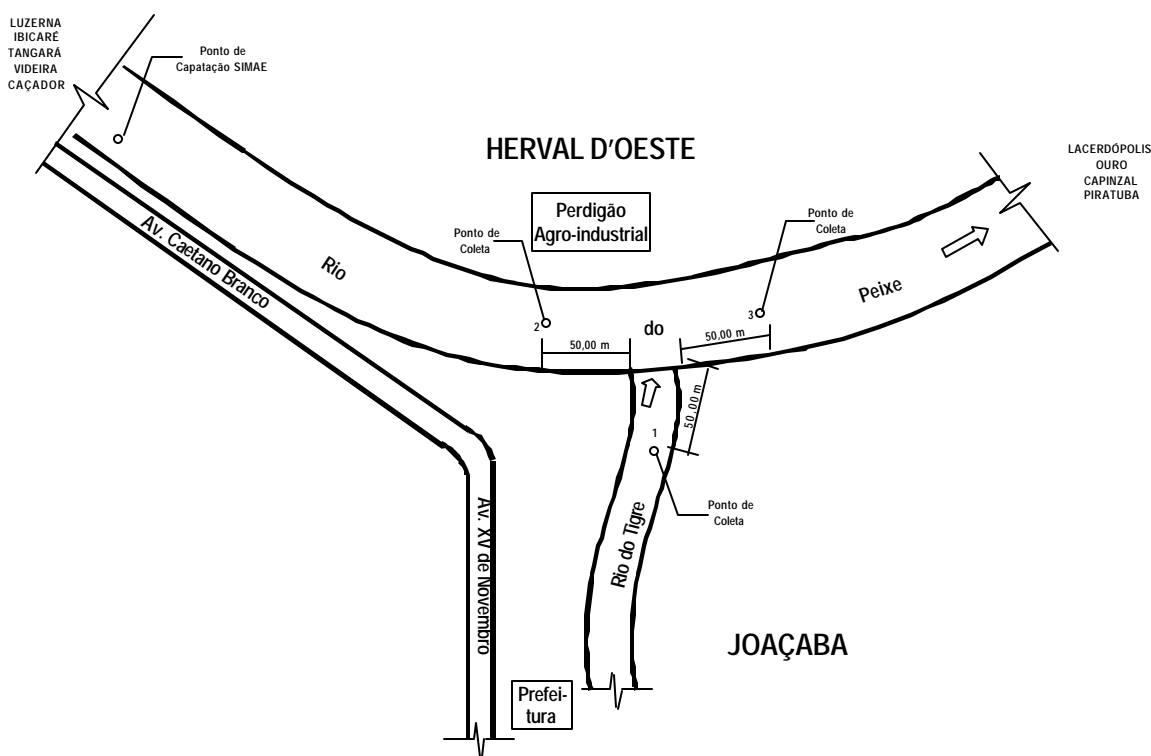 LUZERNA
IBICARÉ
TANGARÁ
VIDEIRA
CAÇADOR
Ponto de
Capatação SIMAE
HERVAL D'OESTE
LACERDÓPOLIS
OURO
CAPINZAL
PIRATUBA
Perdigão
Agro-industrial
Ponto de
Coleta
Ponto de
Coleta
Av. Caetano Branco
Rio
do
Peixe
2
3
50,00 m
50,00 m
50,00 m
1
Ponto de
Coleta
Rio do Tigre
Av. XV de Novembro
JOAÇABA
Prefei-
tura